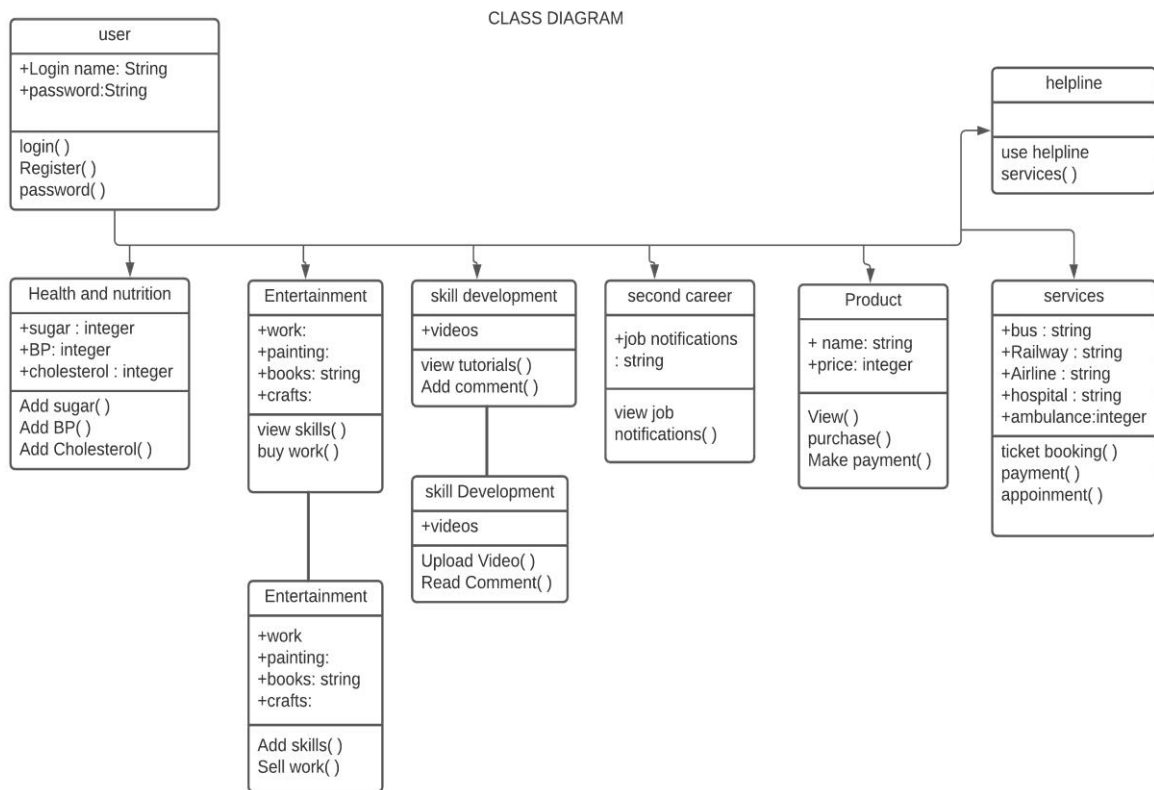 CLASS DIAGRAM
user
+Login name: String
+password:String
login( )
Register( )
password( )
helpline
use helpline
services( )
Health and nutrition
+sugar : integer
+BP: integer
+cholesterol : integer
Add sugar( )
Add BP( )
Add Cholesterol( )
Entertainment
+work:
+painting:
+books: string
+crafts:
view skills( )
buy work( )
skill development
+videos
view tutorials( )
Add comment( )
second career
+job notifications
: string
view job
notifications( )
Product
+ name: string
+price: integer
View( )
purchase( )
Make payment( )
services
+bus : string
+Railway : string
+Airline : string
+hospital : string
+ambulance:integer
ticket booking( )
payment( )
appoinment( )
skill Development
+videos
Upload Video( )
Read Comment( )
Entertainment
+work
+painting:
+books: string
+crafts:
Add skills( )
Sell work( )